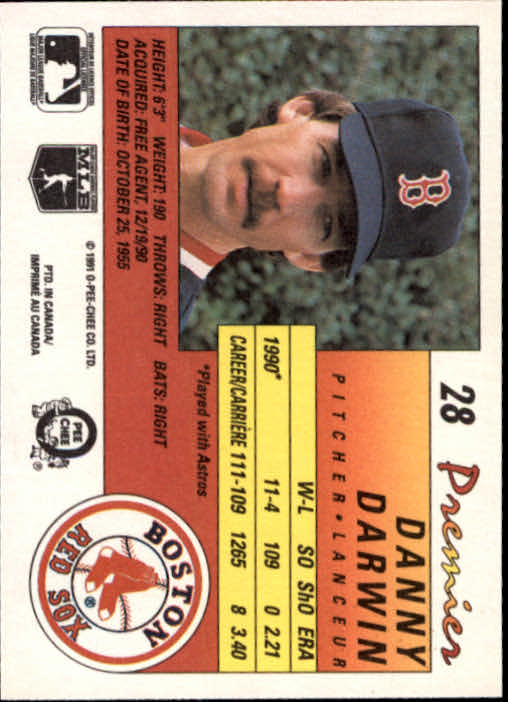 28 Premier
DANNY
DARWIN
PITCHER • LANCEUR
W-L SO ShO ERA
1990* 11-4 109 0 2.21
CAREER/CARRIÈRE 111-109 1265 8 3.40
*Played with Astros
B
HEIGHT: 6'3" WEIGHT: 190 THROWS: RIGHT BATS: RIGHT
ACQUIRED: FREE AGENT, 12/19/90
DATE OF BIRTH: OCTOBER 25, 1955
BOSTON
RED SOX
®
MLB
© 1991 O-PEE-CHEE CO. LTD.
PTD. IN CANADA/
IMPRIMÉ AU CANADA
O
PEE
CHEE
®